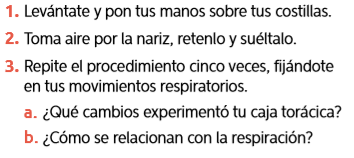 1. Levántate y pon tus manos sobre tus costillas.
2. Toma aire por la nariz, retenlo y suéltalo.
3. Repite el procedimiento cinco veces, fijándote
en tus movimientos respiratorios.
a. ¿Qué cambios experimentó tu caja torácica?
b. ¿Cómo se relacionan con la respiración?